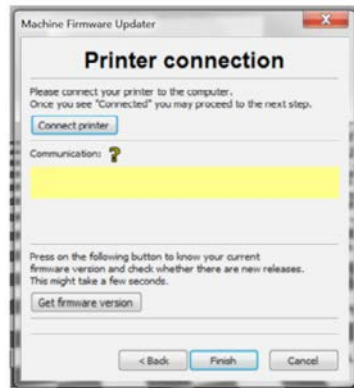 Machine Firmware Updater
Printer connection
Please connect your printer to the computer.
Once you see "Connected" you may proceed to the next step.
Connect printer
Communication: ?
Press on the following button to know your current
firmware version and check whether there are new releases.
This might take a few seconds.
Get firmware version
< Back
Finish
Cancel